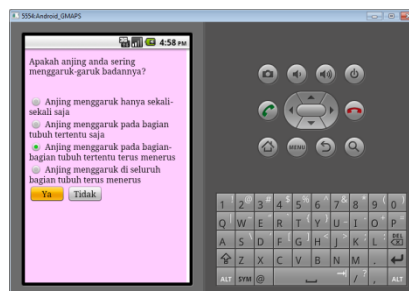 5554:Android_GMAPS
4:58 PM
Apakah anjing anda sering
menggaruk-garuk badannya?
Anjing menggaruk hanya sekali-
sekali saja
Anjing menggaruk pada bagian
tubuh tertentu saja
Anjing menggaruk pada bagian-
bagian tubuh tertentu terus menerus
Anjing menggaruk di seluruh
bagian tubuh terus menerus
Ya Tidak
MENU
1 ! 2 @ 3 # 4 $ 5 % 6 ^ 7 & 8 * 9 ( 0 )
Q W E R T Y U I O P
A S D F G H J K L DEL
Z X C V B N M .
ALT SYM @ / ? , ALT